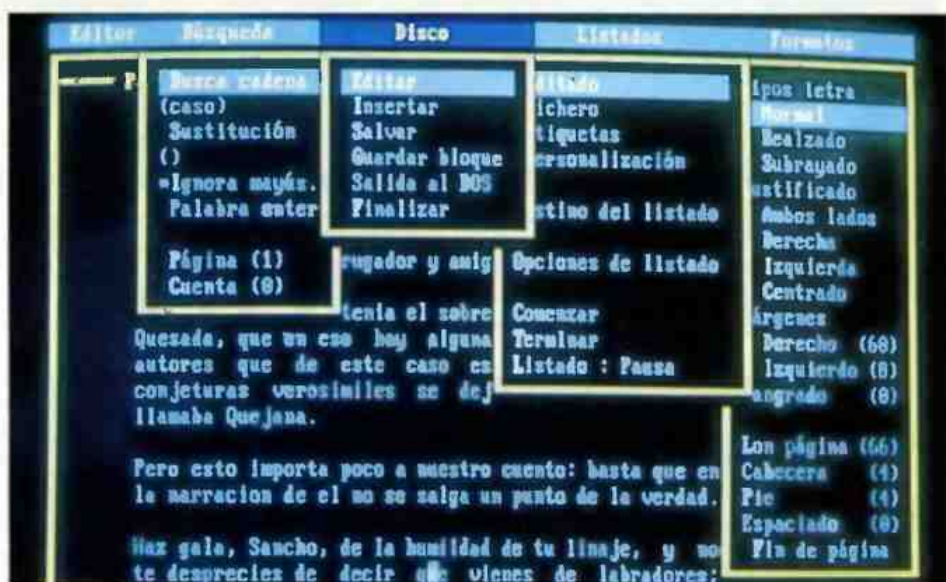 Editor Búsqueda Disco Listados Formatos
Busca cadena
(caso)
Sustitución
()
Ignora mayús.
Palabra enter
Página (1)
Cuenta (0)
Editar
Insertar
Salvar
Guardar bloque
Salida al DOS
Finalizar
ditado
ichero
tiquetas
ersonalización
stino del listado
Opciones de listado
Comenzar
Terminar
Listado : Pausa
ipos letra
Normal
Realzado
Subrayado
ustificado
Ambos lados
Derecha
Izquierda
Centrado
árgenes
Derecho (68)
Izquierdo (8)
angrado (0)
Lon página (66)
Cabecera (4)
Pie (4)
Espaciado (0)
Fin de página
rugador y amig
tenia el sobre
Quesada, que en eso hay alguna
autores que de este caso es
conjeturas verosimiles se dej
llamaba Quejana.
Pero esto importa poco a nuestro cuento: basta que en
la narracion de el no se salga un punto de la verdad.
Haz gala, Sancho, de la humildad de tu linaje, y no
te desprecies de decir que vienes de labradores;